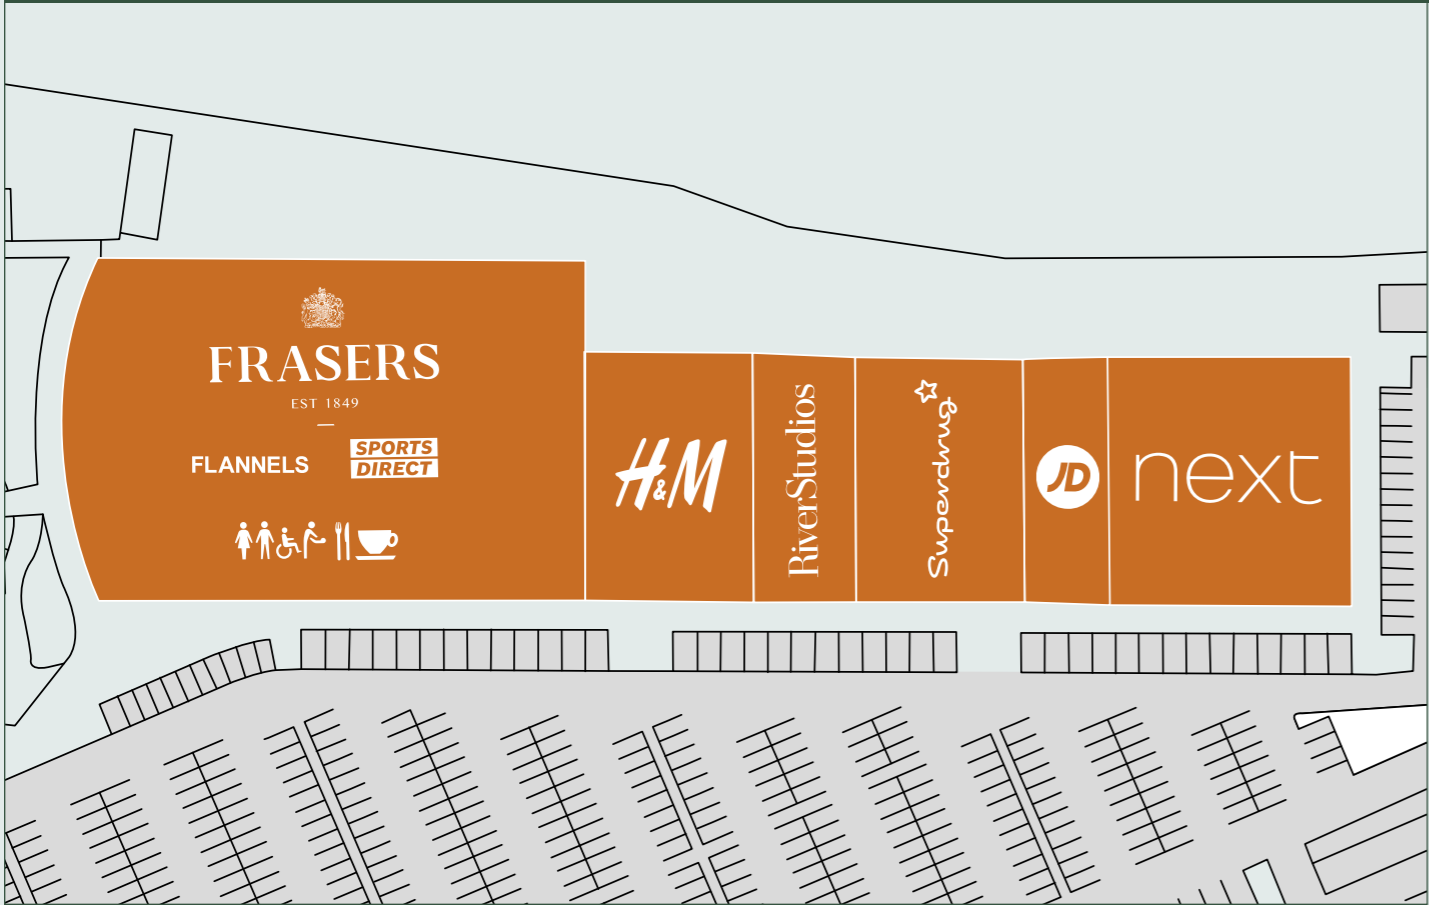 FRASERS
EST 1849
FLANNELS
SPORTS
DIRECT
H&M
RiverStudios
Superdrug
JD
next